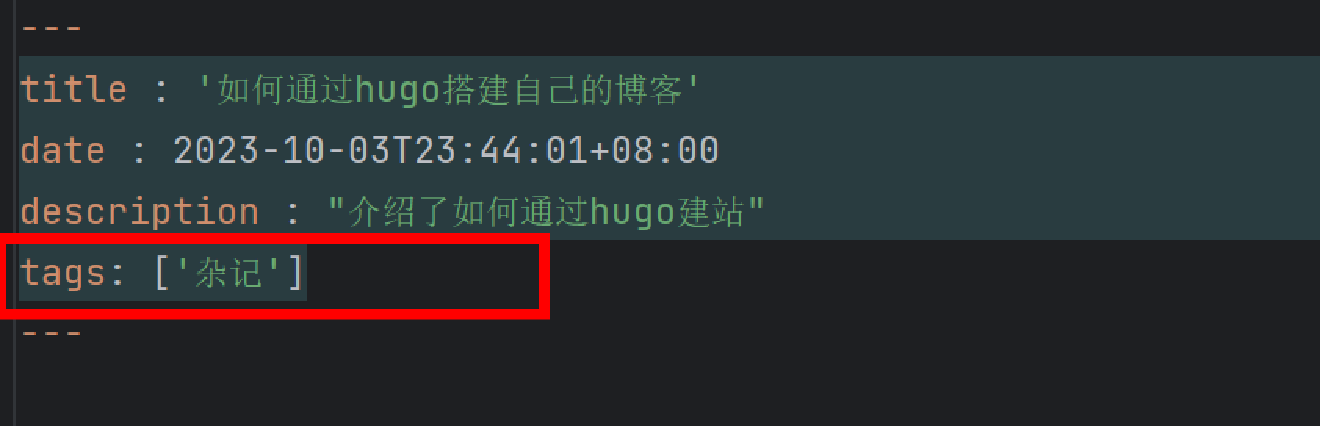 ---
title : '如何通过hugo搭建自己的博客'
date : 2023-10-03T23:44:01+08:00
description : "介绍了如何通过hugo建站"
tags: ['杂记']
---